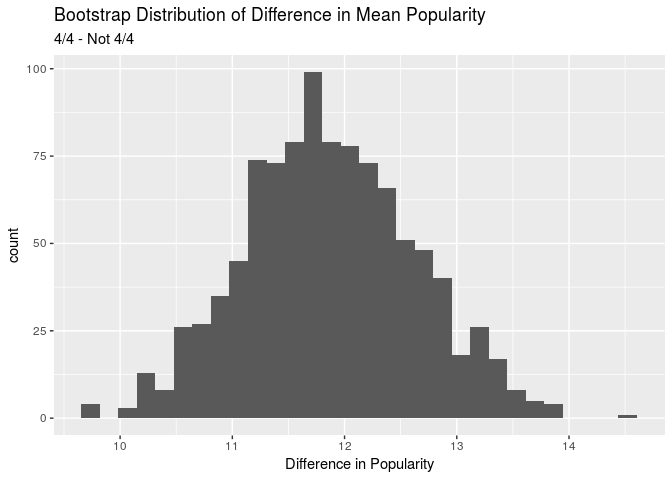 Bootstrap Distribution of Difference in Mean Popularity
4/4 - Not 4/4
100
75
50
25
0
count
10 11 12 13 14
Difference in Popularity